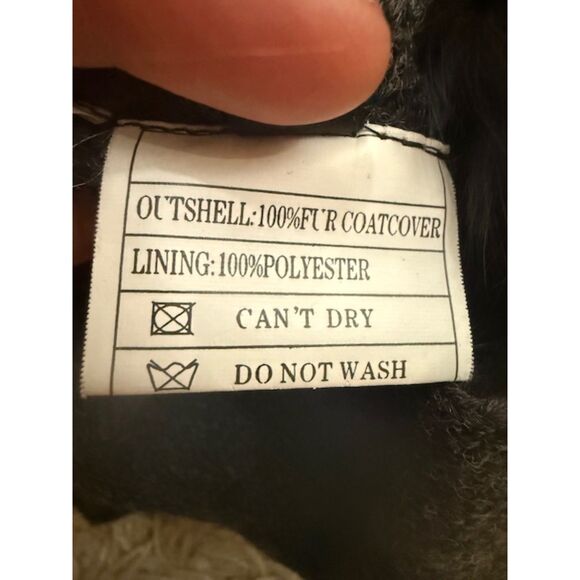 OUTSHELL:100%FUR COATCOVER
LINING:100%POLYESTER
CAN'T DRY
DO NOT WASH